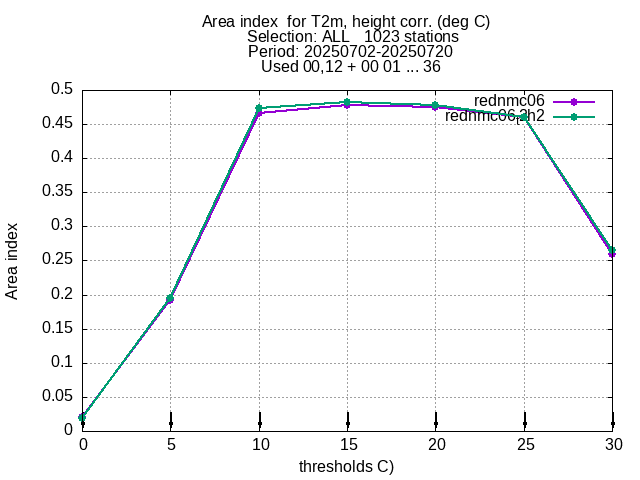 Area index  for T2m, height corr. (deg C)
Selection: ALL   1023 stations
Period: 20250702-20250720
Used 00,12 + 00 01 ... 36
rednmc06
0.5
0.45
0.4
0.35
0.3
0.25
0.2
0.15
0.1
0.05
0
Area index
0 5 10 15 20 25 30
thresholds C)